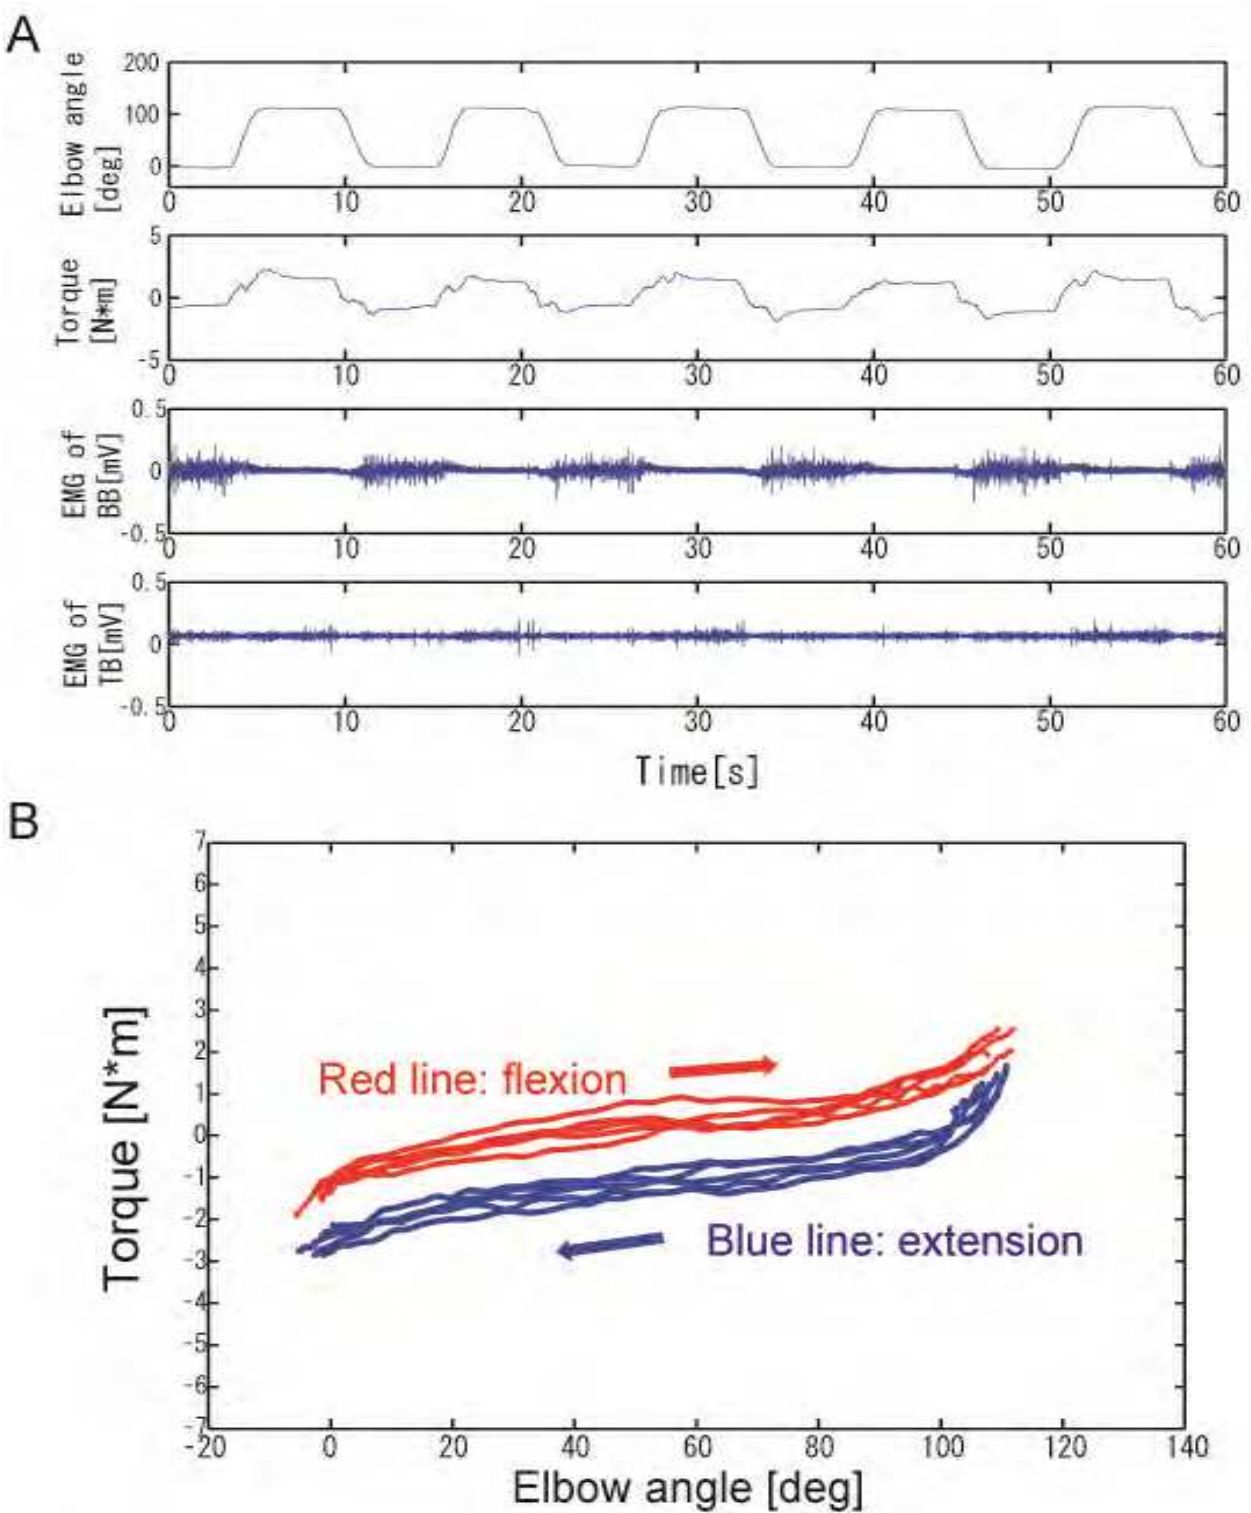 A
Elbow angle
[deg]
200
100
0
0 10 20 30 40 50 60
Torque
[N*m]
5
0
-5
0 10 20 30 40 50 60
EMG of
BB[mV]
0.5
0
-0.5
0 10 20 30 40 50 60
EMG of
TB[mV]
0.5
0
-0.5
0 10 20 30 40 50 60
Time[s]
B
Torque [N*m]
7
6
5
4
3
2
1
0
-1
-2
-3
-4
-5
-6
-7
Red line: flexion
Blue line: extension
-20 0 20 40 60 80 100 120 140
Elbow angle [deg]